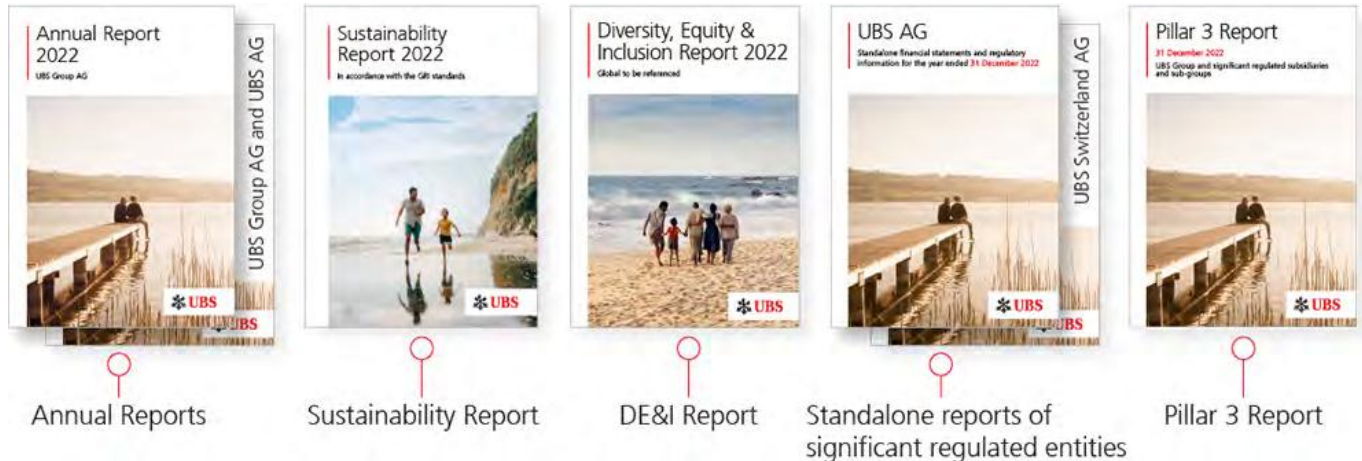 Annual Report
2022
UBS Group AG
UBS Group AG and UBS AG
UBS
UBS
Annual Reports
Sustainability
Report 2022
In accordance with the GRI standards
UBS
Sustainability Report
Diversity, Equity &
Inclusion Report 2022
Global to be referenced
UBS
DE&I Report
UBS AG
Standalone financial statements and regulatory
information for the year ended 31 December 2022
UBS Switzerland AG
UBS
UBS
Standalone reports of
significant regulated entities
Pillar 3 Report
31 December 2022
UBS Group and significant regulated subsidiaries
and sub-groups
UBS
Pillar 3 Report